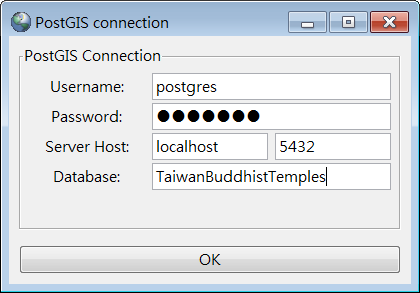 PostGIS connection
PostGIS Connection
Username: postgres
Password: ●●●●●●●
Server Host: localhost 5432
Database: TaiwanBuddhistTemples
OK